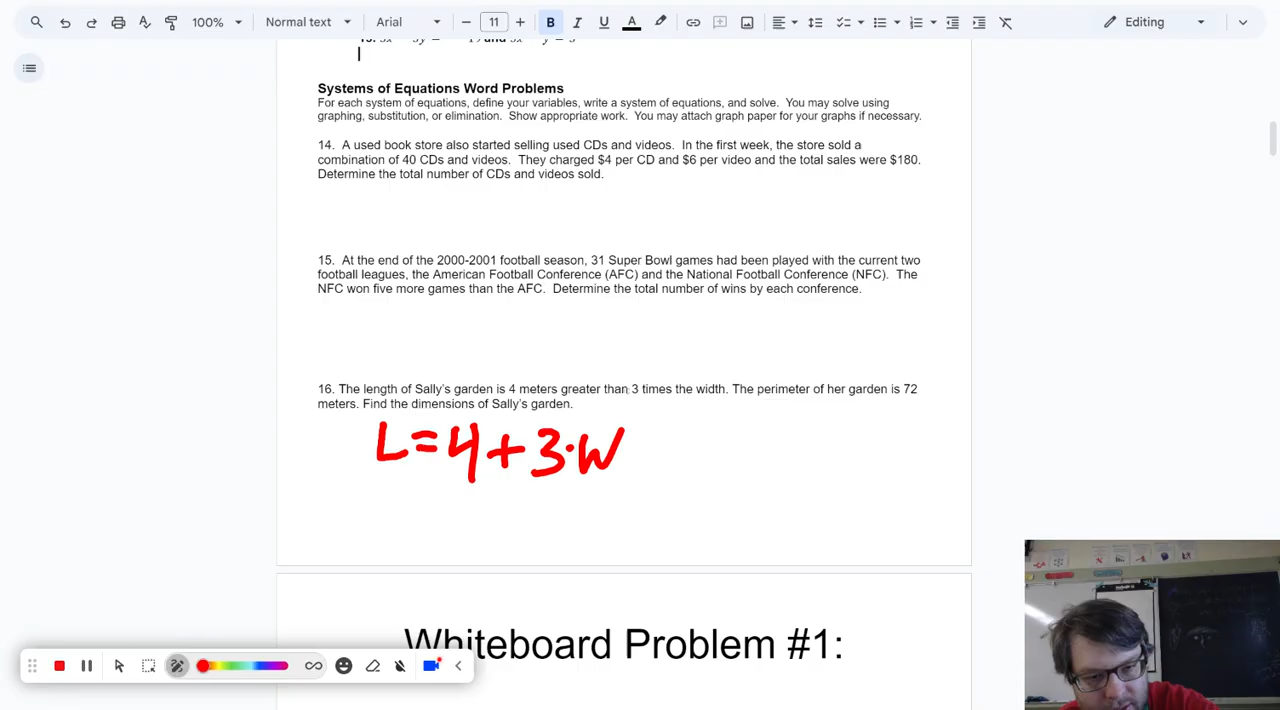 100% Normal text Arial − 11 + B I U A Editing
Systems of Equations Word Problems
For each system of equations, define your variables, write a system of equations, and solve. You may solve using
graphing, substitution, or elimination. Show appropriate work. You may attach graph paper for your graphs if necessary.
14. A used book store also started selling used CDs and videos. In the first week, the store sold a
combination of 40 CDs and videos. They charged $4 per CD and $6 per video and the total sales were $180.
Determine the total number of CDs and videos sold.
15. At the end of the 2000-2001 football season, 31 Super Bowl games had been played with the current two
football leagues, the American Football Conference (AFC) and the National Football Conference (NFC). The
NFC won five more games than the AFC. Determine the total number of wins by each conference.
16. The length of Sally's garden is 4 meters greater than 3 times the width. The perimeter of her garden is 72
meters. Find the dimensions of Sally's garden.
L=4+3·W
Whiteboard Problem #1: